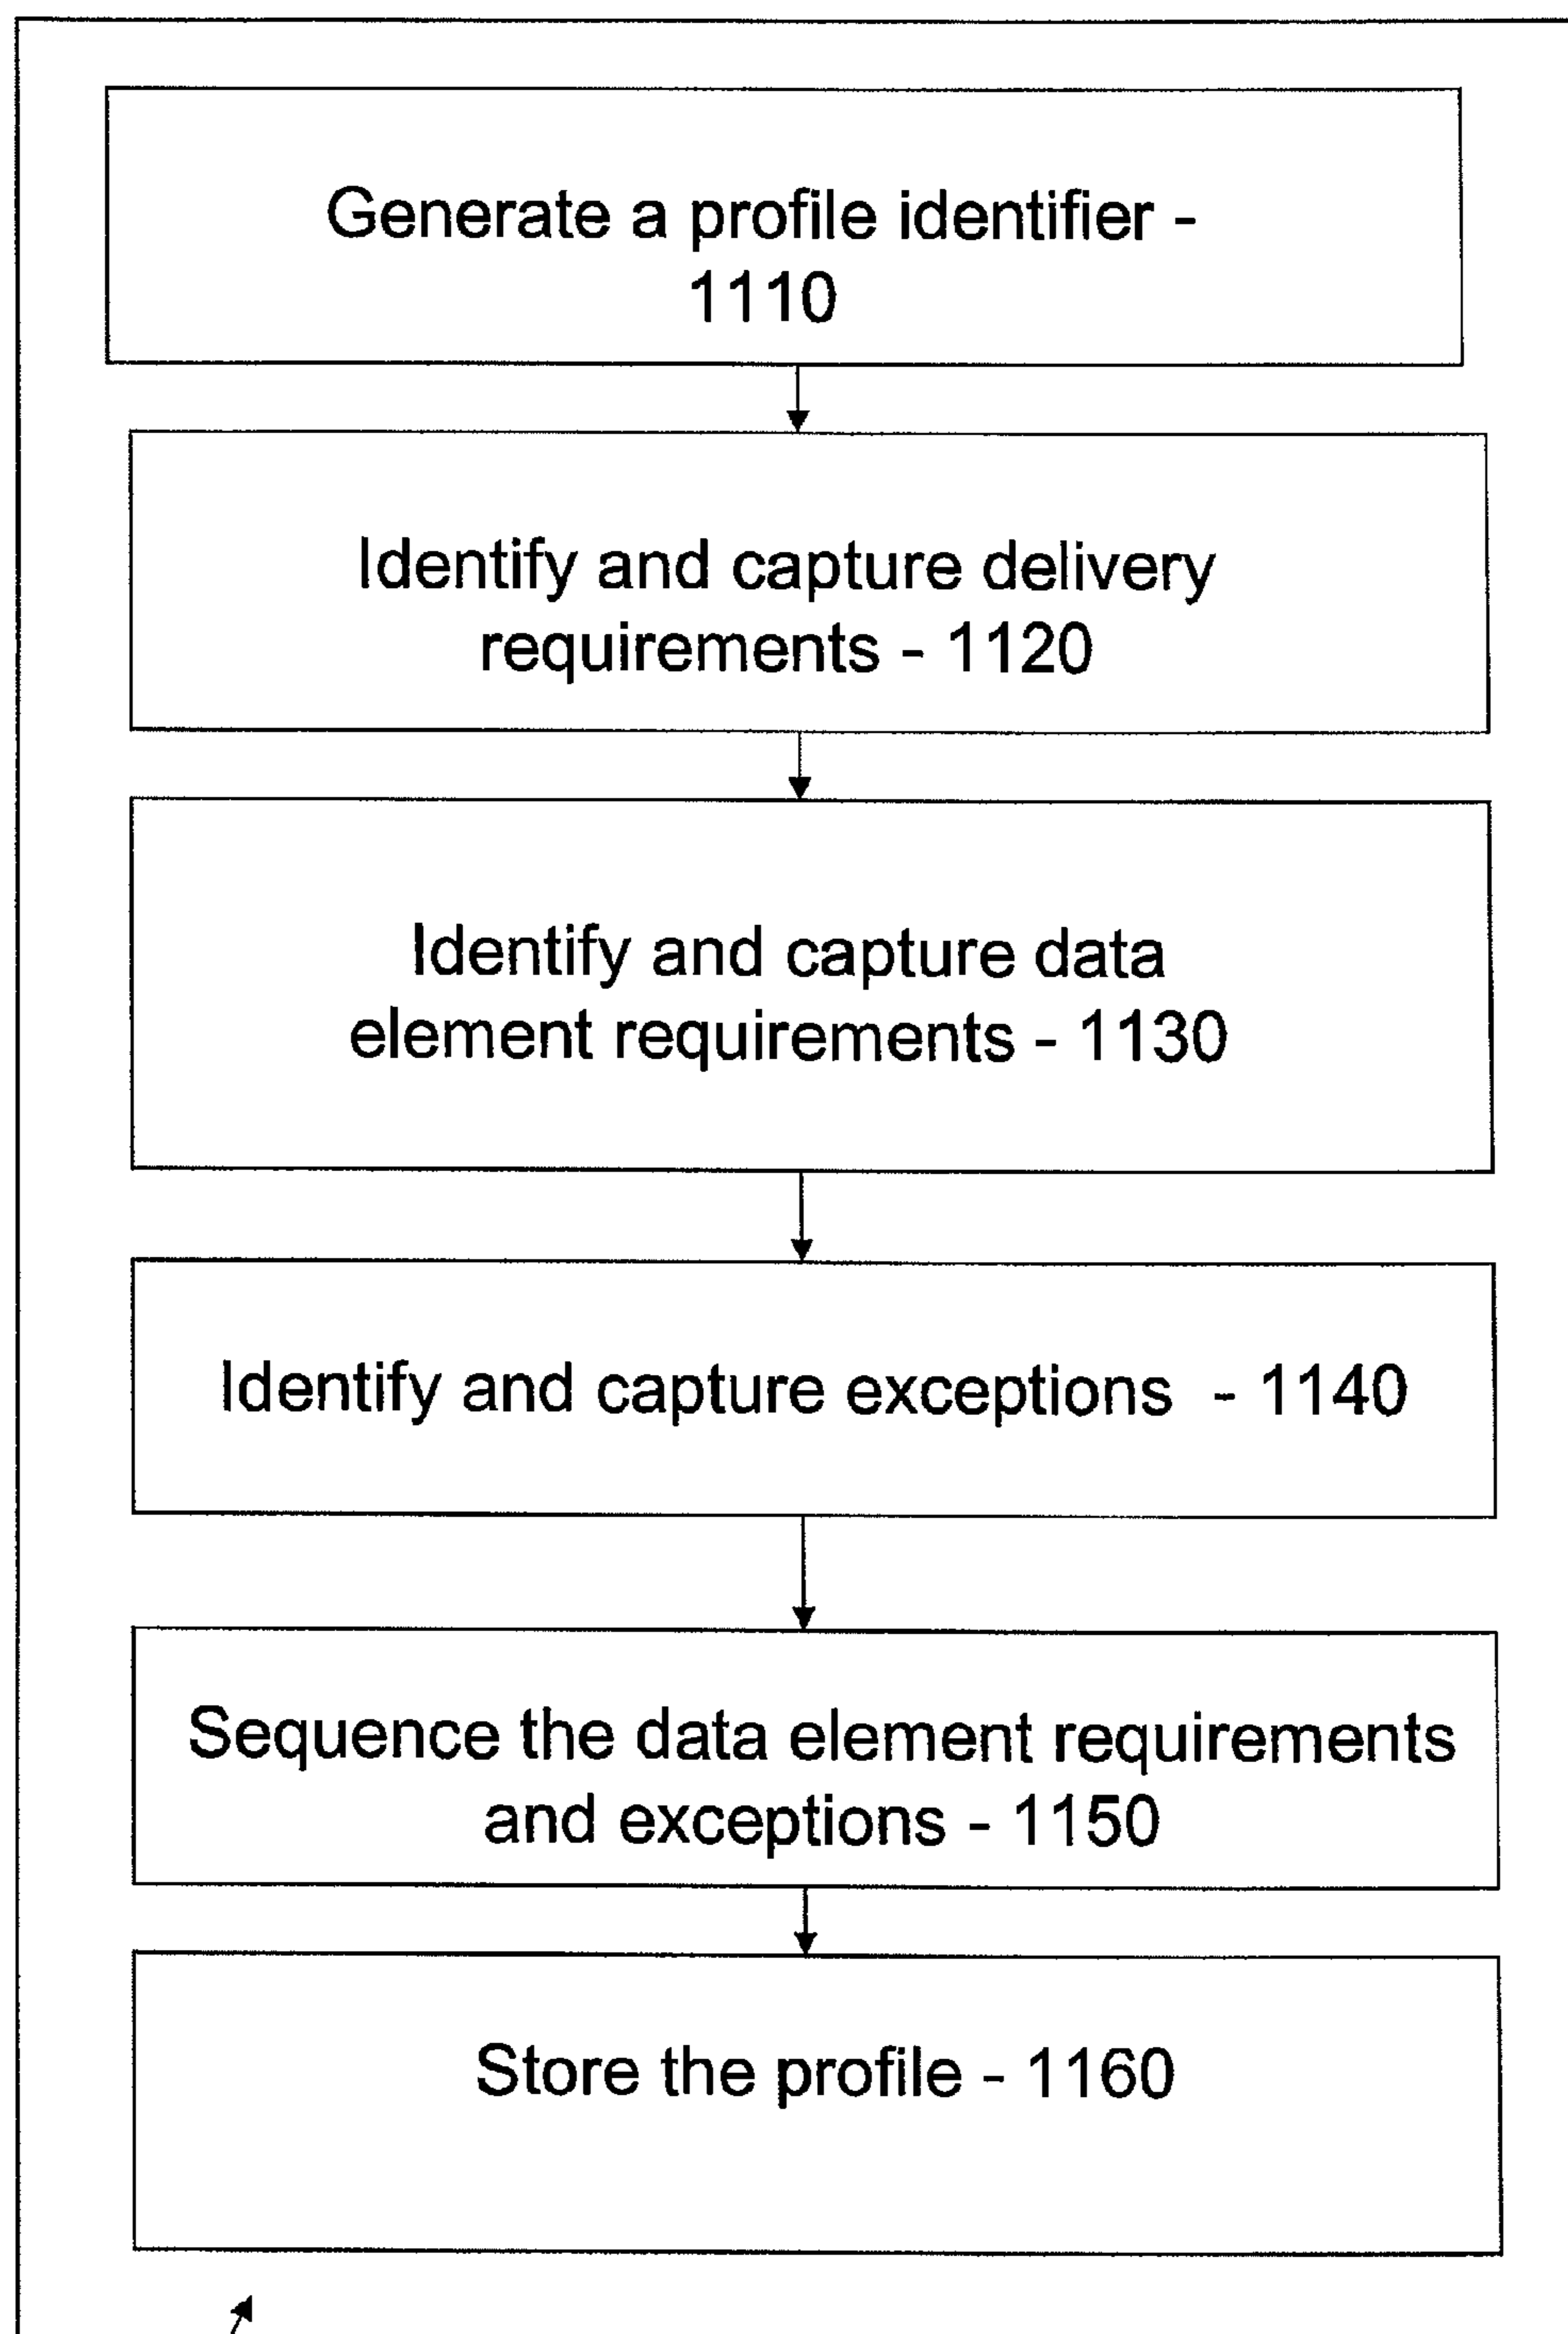 Generate a profile identifier -
1110
Identify and capture delivery
requirements - 1120
Identify and capture data
element requirements - 1130
Identify and capture exceptions - 1140
Sequence the data element requirements
and exceptions - 1150
Store the profile - 1160